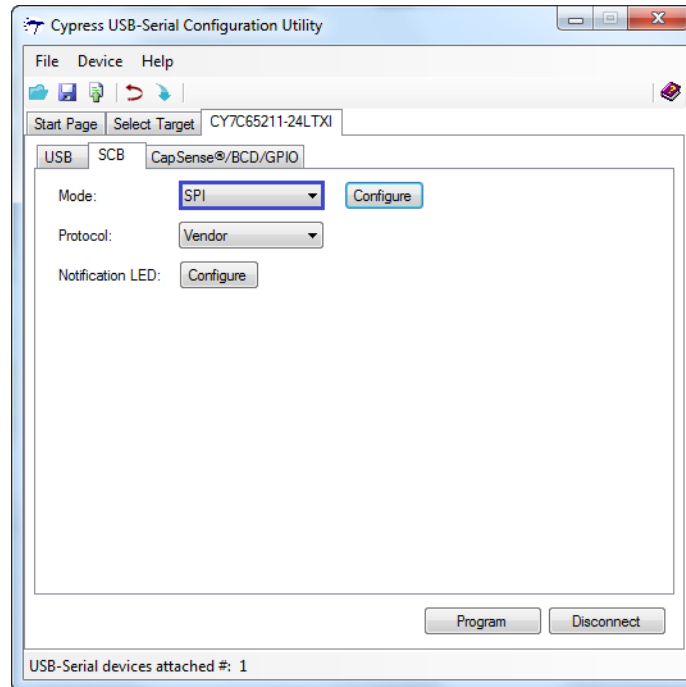 Cypress USB-Serial Configuration Utility
File Device Help
Start Page Select Target CY7C65211-24LTXI
USB SCB CapSense®/BCD/GPIO
Mode: SPI Configure
Protocol: Vendor
Notification LED: Configure
Program Disconnect
USB-Serial devices attached #: 1